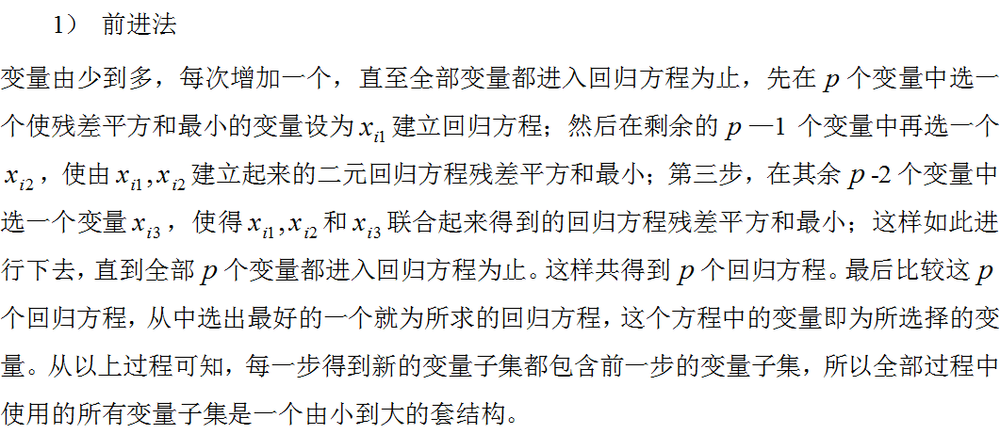 1） 前进法
变量由少到多，每次增加一个，直至全部变量都进入回归方程为止，先在 p 个变量中选一
个使残差平方和最小的变量设为 x_{i1} 建立回归方程；然后在剩余的 p —1 个变量中再选一个
x_{i2}，使由 x_{i1}, x_{i2} 建立起来的二元回归方程残差平方和最小；第三步，在其余 p -2 个变量中
选一个变量 x_{i3}，使得 x_{i1}, x_{i2} 和 x_{i3} 联合起来得到的回归方程残差平方和最小；这样如此进
行下去，直到全部 p 个变量都进入回归方程为止。这样共得到 p 个回归方程。最后比较这 p
个回归方程，从中选出最好的一个就为所求的回归方程，这个方程中的变量即为所选择的变
量。从以上过程可知，每一步得到新的变量子集都包含前一步的变量子集，所以全部过程中
使用的所有变量子集是一个由小到大的套结构。